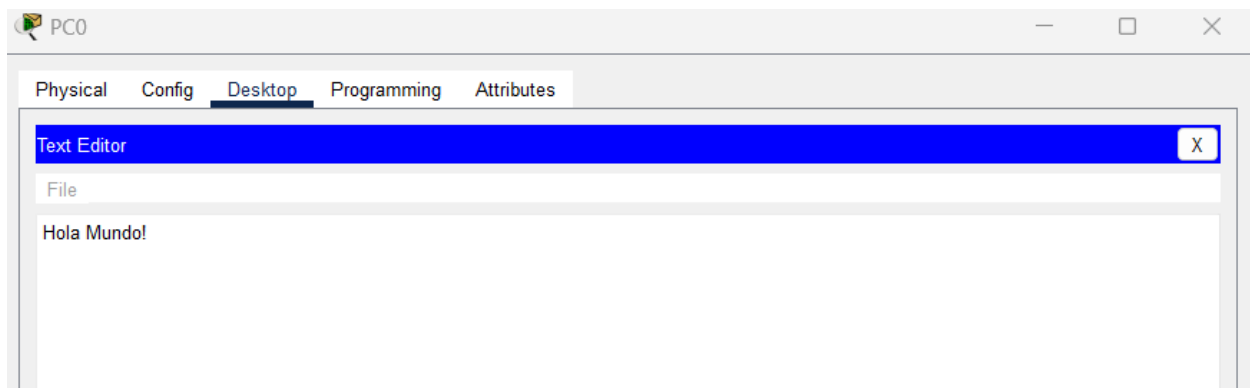 PC0
Physical Config Desktop Programming Attributes
Text Editor X
File
Hola Mundo!